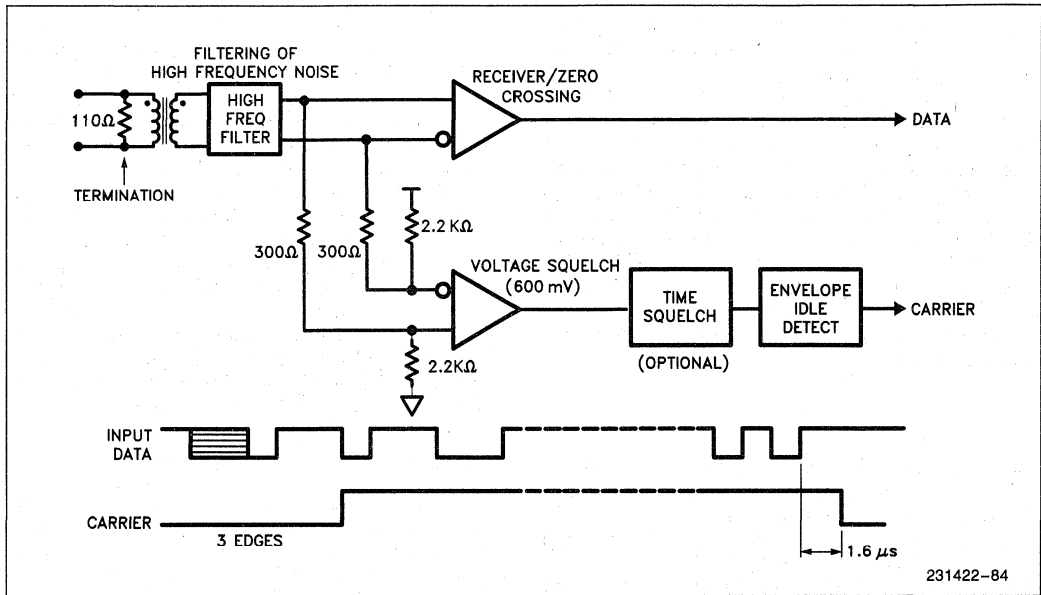 FILTERING OF
HIGH FREQUENCY NOISE
HIGH
FREQ
FILTER
110Ω
TERMINATION
RECEIVER/ZERO
CROSSING
DATA
300Ω
300Ω
2.2 KΩ
VOLTAGE SQUELCH
(600 mV)
TIME
SQUELCH
(OPTIONAL)
ENVELOPE
IDLE
DETECT
CARRIER
2.2KΩ
INPUT
DATA
CARRIER
3 EDGES
1.6 μs
231422–84